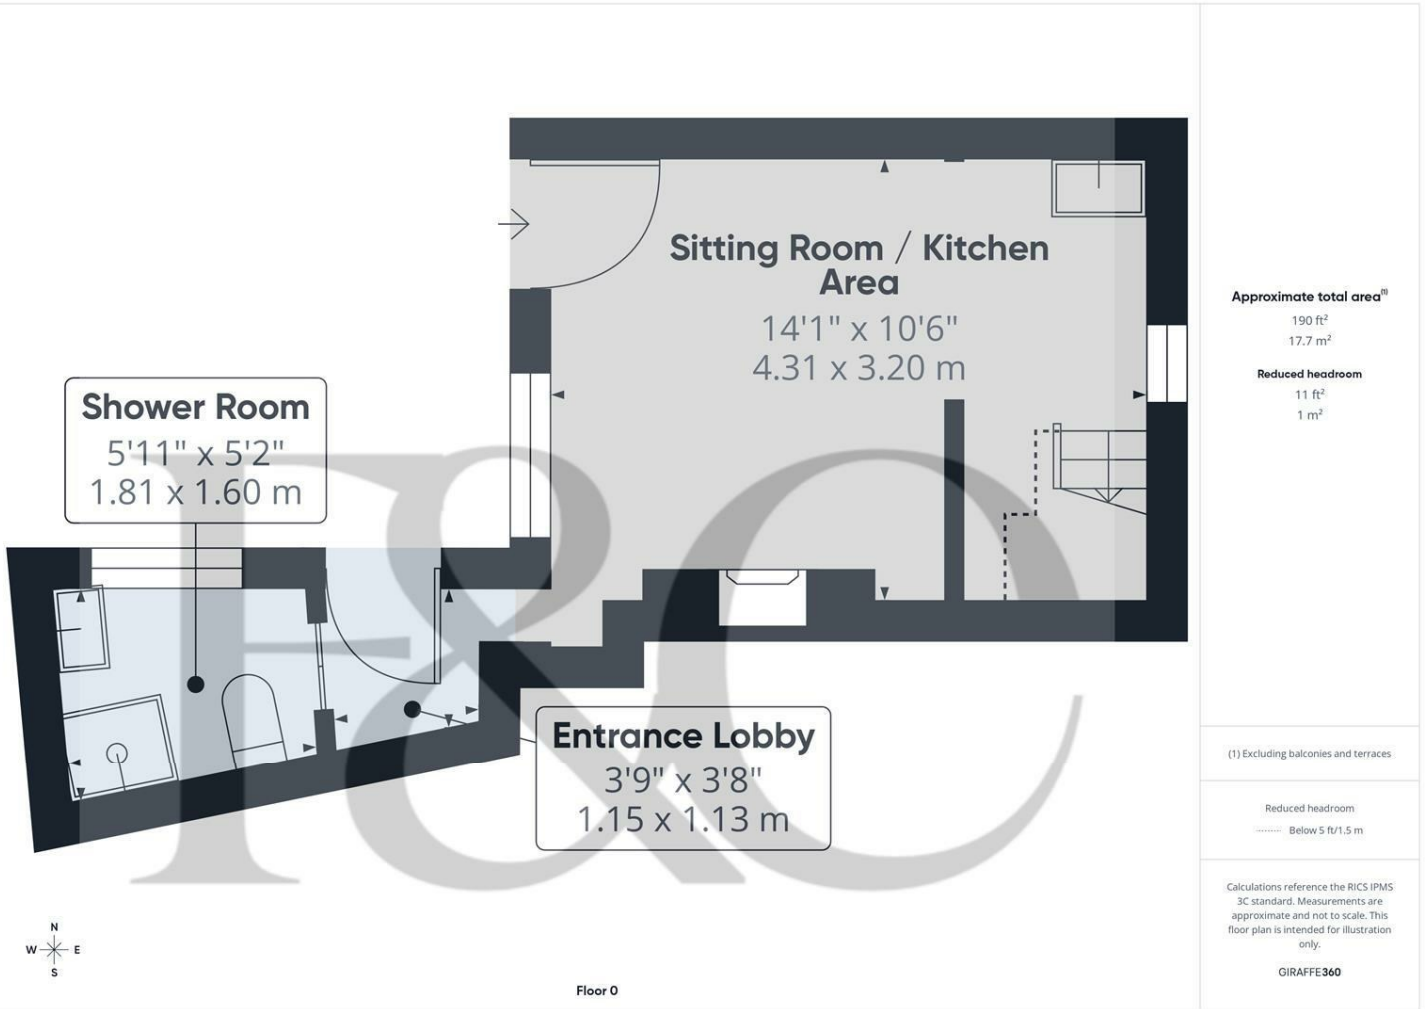 Sitting Room / Kitchen
Area
14'1" x 10'6"
4.31 x 3.20 m
Shower Room
5'11" x 5'2"
1.81 x 1.60 m
Entrance Lobby
3'9" x 3'8"
1.15 x 1.13 m
F&C
N
W E
S
Floor 0
Approximate total area(1)
190 ft²
17.7 m²
Reduced headroom
11 ft²
1 m²
(1) Excluding balconies and terraces
Reduced headroom
Below 5 ft/1.5 m
Calculations reference the RICS IPMS
3C standard. Measurements are
approximate and not to scale. This
floor plan is intended for illustration
only.
GIRAFFE360